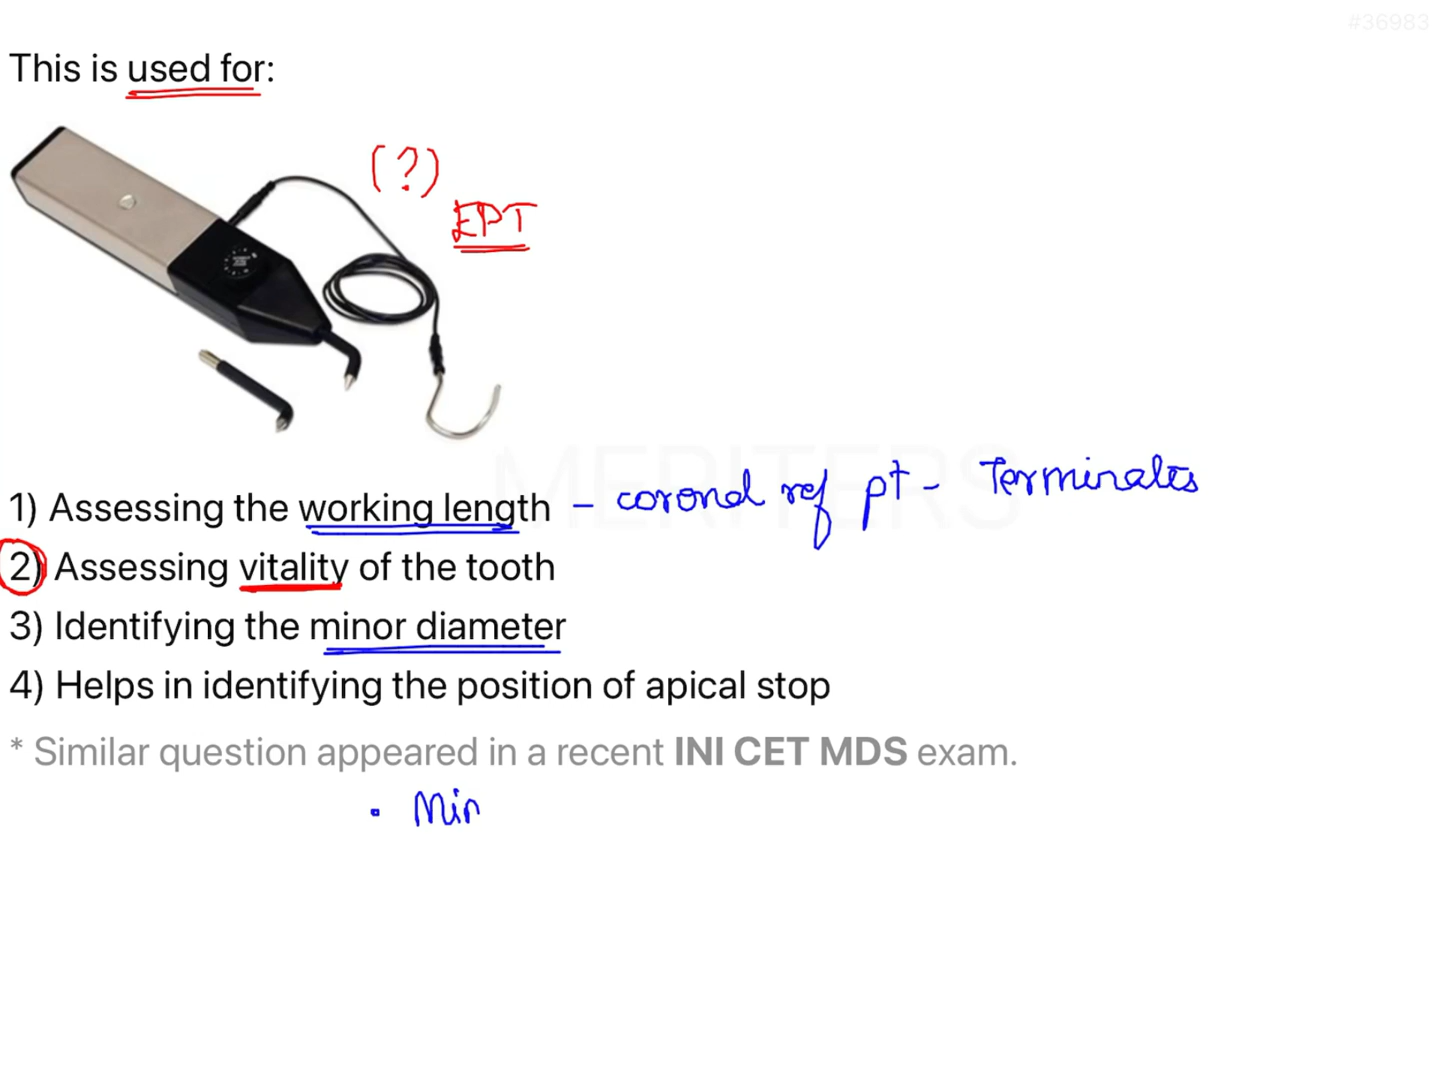 #36983
This is used for:
(?)
EPT
MERITERS
1) Assessing the working length - coronal ref pt - Terminates
2) Assessing vitality of the tooth
3) Identifying the minor diameter
4) Helps in identifying the position of apical stop
* Similar question appeared in a recent INI CET MDS exam.
• Min